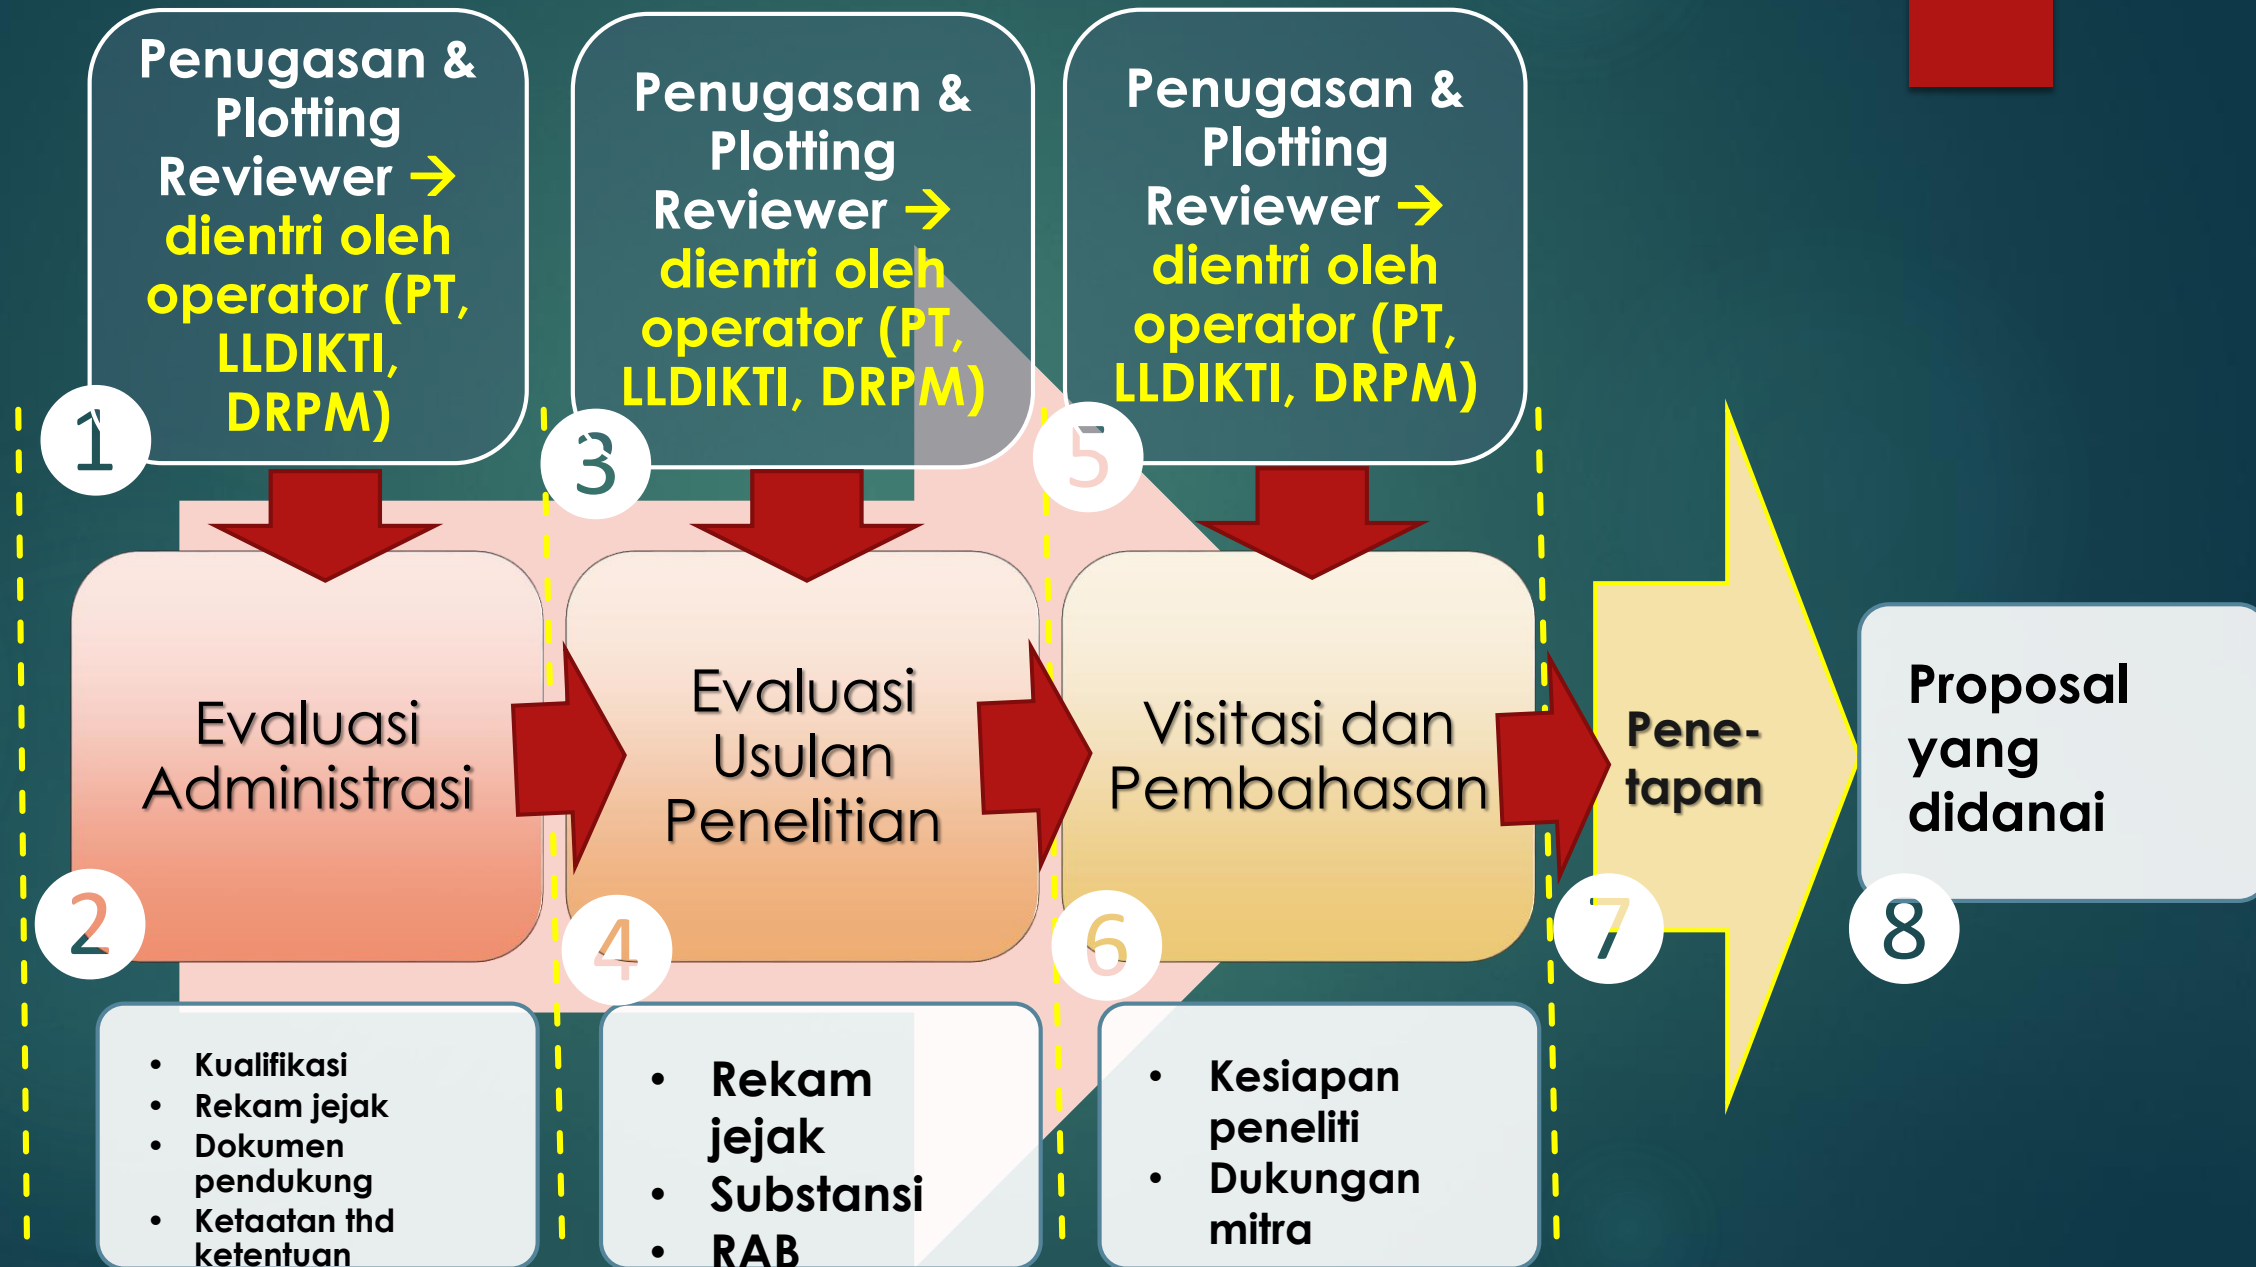 Penugasan &
Plotting
Reviewer →
dientri oleh
operator (PT,
LLDIKTI,
DRPM)
1
Penugasan &
Plotting
Reviewer →
dientri oleh
operator (PT,
LLDIKTI, DRPM)
3
Penugasan &
Plotting
Reviewer →
dientri oleh
operator (PT,
LLDIKTI, DRPM)
5
Evaluasi
Administrasi
2
Evaluasi
Usulan
Penelitian
4
Visitasi dan
Pembahasan
6
Pene-
tapan
7
Proposal
yang
didanai
8
• Kualifikasi
• Rekam jejak
• Dokumen
pendukung
• Ketaatan thd
ketentuan
• Rekam
jejak
• Substansi
• RAB
• Kesiapan
peneliti
• Dukungan
mitra